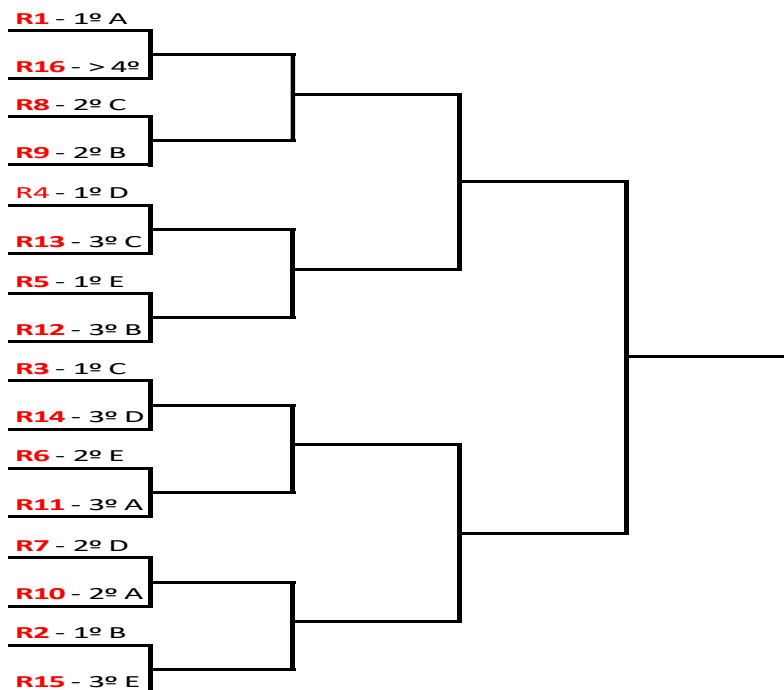 R1 - 1º A
R16 - > 4º
R8 - 2º C
R9 - 2º B
R4 - 1º D
R13 - 3º C
R5 - 1º E
R12 - 3º B
R3 - 1º C
R14 - 3º D
R6 - 2º E
R11 - 3º A
R7 - 2º D
R10 - 2º A
R2 - 1º B
R15 - 3º E